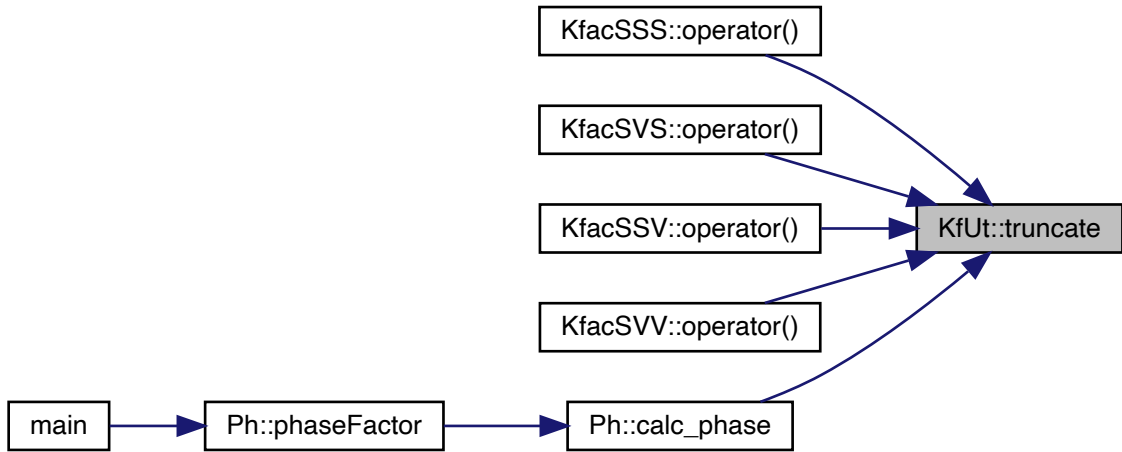 KfacSSS::operator()
KfacSVS::operator()
KfacSSV::operator()
KfUt::truncate
KfacSVV::operator()
main
Ph::phaseFactor
Ph::calc_phase